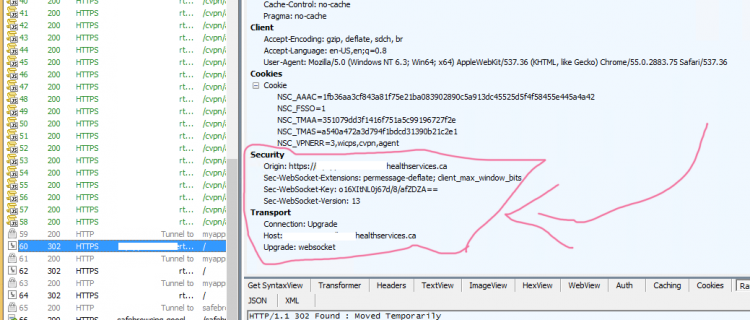 40 200 HTTPS rt... /cvpn/a
41 200 HTTPS rt... /cvpn/a
42 200 HTTPS rt... /cvpn/a
43 200 HTTPS rt... /cvpn/a
44 200 HTTPS rt... /cvpn/a
45 200 HTTPS rt... /cvpn/a
46 200 HTTPS rt... /cvpn/a
47 200 HTTPS rt... /cvpn/a
48 200 HTTPS rt... /cvpn/a
49 200 HTTPS rt... /cvpn/a
50 200 HTTPS rt... /cvpn/a
51 200 HTTPS rt... /cvpn/a
52 200 HTTPS rt... /cvpn/a
53 200 HTTPS rt... /cvpn/a
54 200 HTTPS rt... /cvpn/a
55 200 HTTPS rt... /cvpn/a
56 200 HTTPS rt... /cvpn/a
57 200 HTTPS rt... /cvpn/a
58 200 HTTPS rt... /cvpn/a
59 200 HTTP Tunnel to myapp
60 302 HTTPS rt... /
61 200 HTTP Tunnel to myapp
62 302 HTTPS rt... /
63 200 HTTP Tunnel to myapp
64 302 HTTPS rt... /
65 200 HTTP Tunnel to safebro
66 200 HTTPS
Cache-Control: no-cache
Pragma: no-cache
Client
Accept-Encoding: gzip, deflate, sdch, br
Accept-Language: en-US,en;q=0.8
User-Agent: Mozilla/5.0 (Windows NT 6.3; Win64; x64) AppleWebKit/537.36 (KHTML, like Gecko) Chrome/55.0.2883.75 Safari/537.36
Cookies
Cookie
NSC_AAAC=1fb36aa3cf843a81f75e21ba083902890c5a913dc45525d5f4f58455e445a4a42
NSC_FSSO=1
NSC_TMAA=351079dd3f1416f751a5c99196727f2e
NSC_TMAS=a540a472a3d794f1bdcd31390b21c2e1
NSC_VPNERR=3,wicps,cvpn,agent
Security
Origin: https:// healthservices.ca
Sec-WebSocket-Extensions: permessage-deflate; client_max_window_bits
Sec-WebSocket-Key: o16XItNL0j67d/8/afZDZA==
Sec-WebSocket-Version: 13
Transport
Connection: Upgrade
Host: healthservices.ca
Upgrade: websocket
Get SyntaxView Transformer Headers TextView ImageView HexView WebView Auth Caching Cookies Ra
JSON XML
HTTP/1.1 302 Found : Moved Temporarily